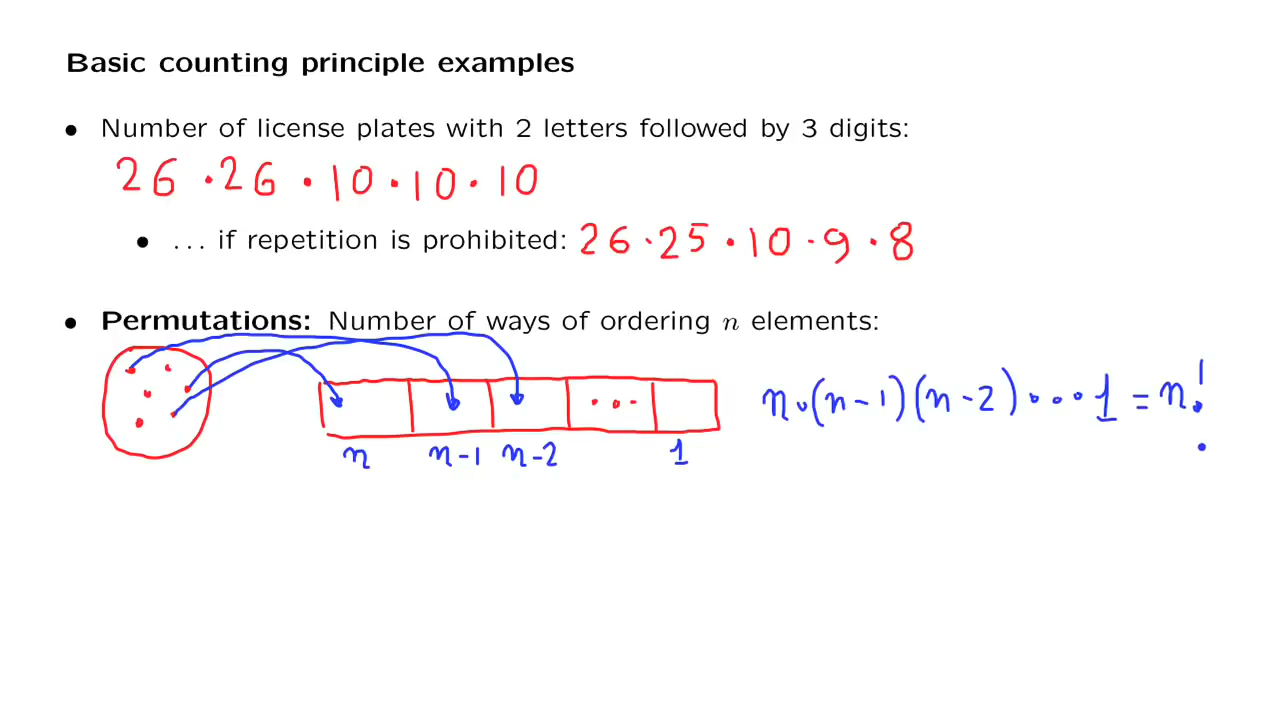 Basic counting principle examples
• Number of license plates with 2 letters followed by 3 digits:
26 · 26 · 10 · 10 · 10
• ... if repetition is prohibited: 26 · 25 · 10 · 9 · 8
• Permutations: Number of ways of ordering n elements:
... n·(n-1)(n-2)···1 = n!
n n-1 n-2 1